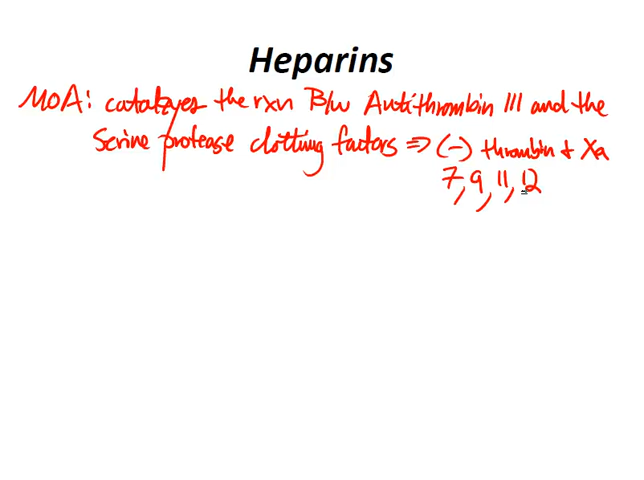 Heparins
MOA: catalyzes the rxn B/w Antithrombin III and the
Serine protease clotting factors ⇒ (-) thrombin + Xa
7, 9, 11, 12